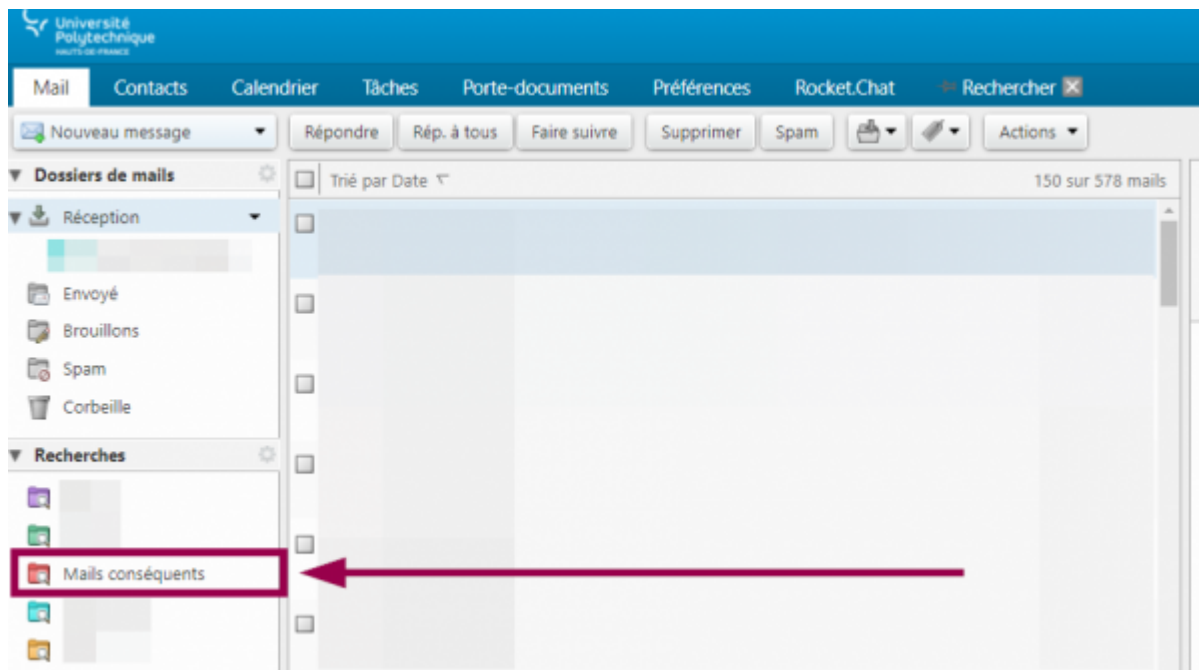 Université
Polytechnique
HAUTS-DE-FRANCE
Mail Contacts Calendrier Tâches Porte-documents Préférences Rocket.Chat Rechercher
Nouveau message Répondre Rép. à tous Faire suivre Supprimer Spam Actions
Dossiers de mails Trié par Date 150 sur 578 mails
Réception
Envoyé
Brouillons
Spam
Corbeille
Recherches
Mails conséquents